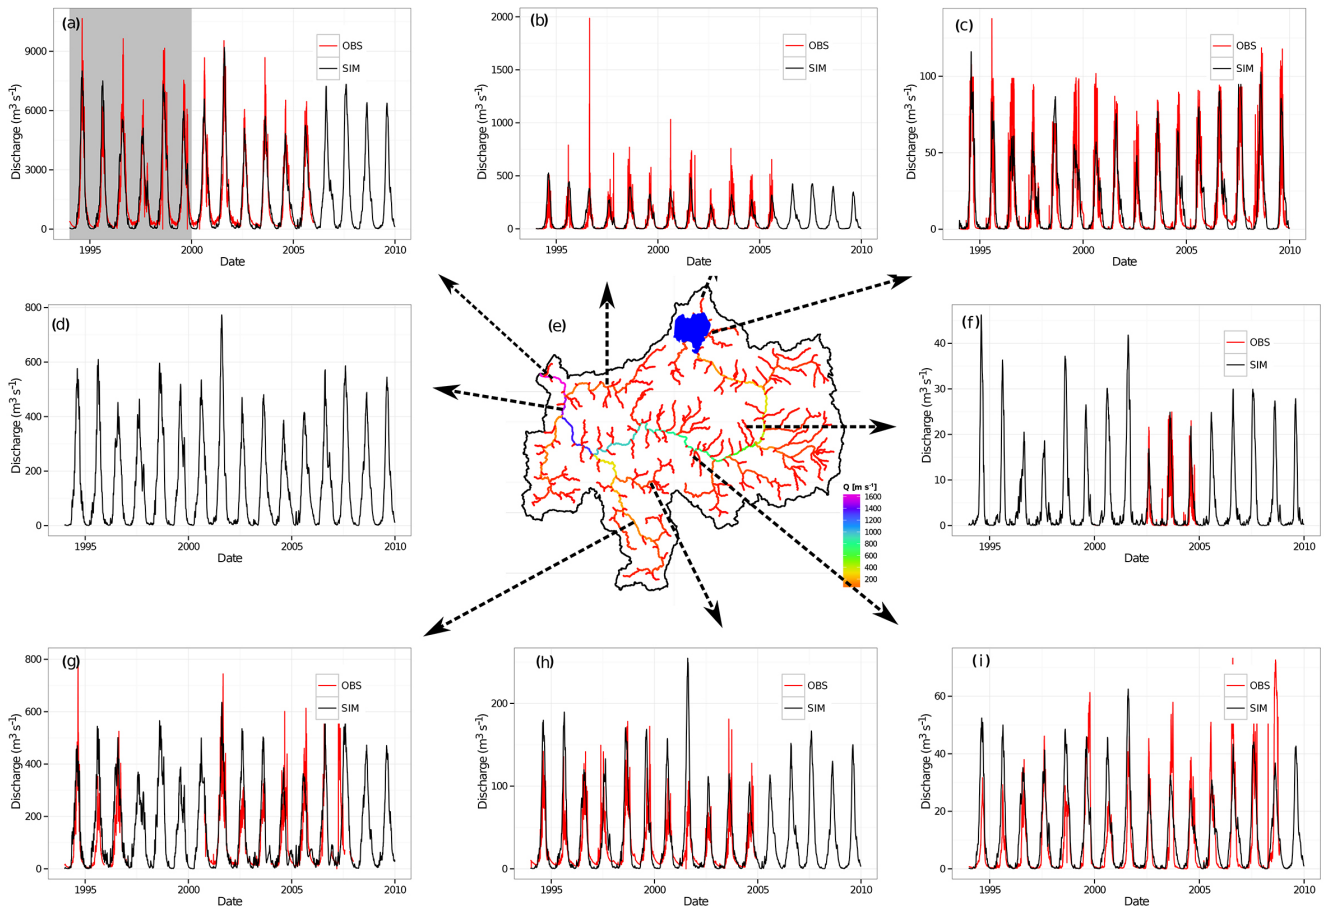 (a)
9000
6000
3000
0
Discharge (m³ s⁻¹)
OBS
SIM
1995
2000
2005
2010
Date
(b)
2000
1500
1000
500
0
Discharge (m³ s⁻¹)
OBS
SIM
1995
2000
2005
2010
Date
(c)
100
50
0
Discharge (m³ s⁻¹)
OBS
SIM
1995
2000
2005
2010
Date
(d)
800
600
400
200
0
Discharge (m³ s⁻¹)
1995
2000
2005
2010
Date
(e)
Q [m s⁻¹]
1600
1400
1200
1000
800
600
400
200
(f)
40
30
20
10
0
Discharge (m³ s⁻¹)
OBS
SIM
1995
2000
2005
2010
Date
(g)
800
600
400
200
0
Discharge (m³ s⁻¹)
OBS
SIM
1995
2000
2005
2010
Date
(h)
200
100
0
Discharge (m³ s⁻¹)
OBS
SIM
1995
2000
2005
2010
Date
(i)
60
40
20
0
Discharge (m³ s⁻¹)
OBS
SIM
1995
2000
2005
2010
Date